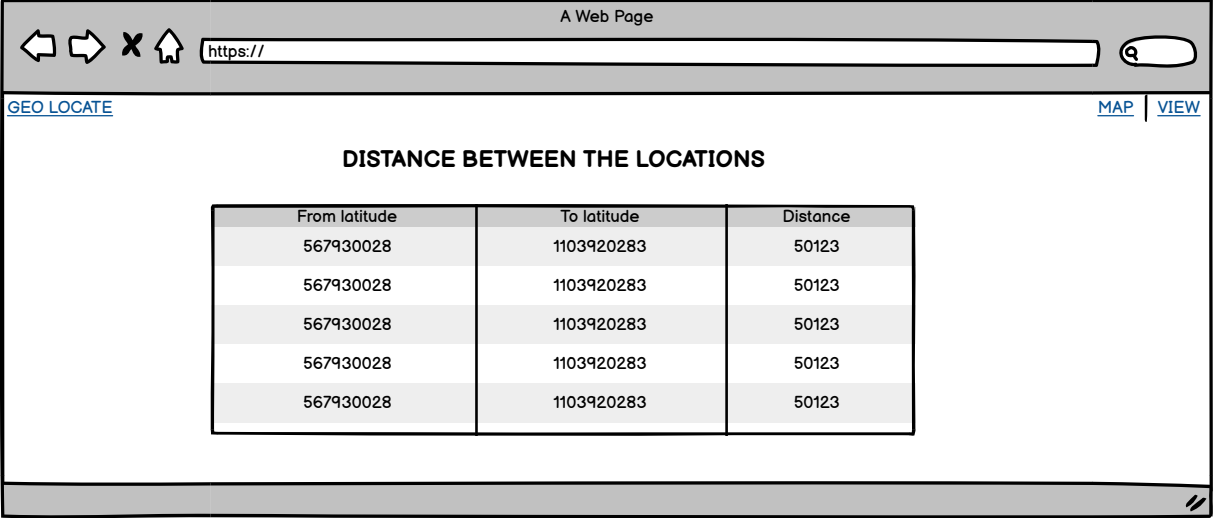 A Web Page
https://
GEO LOCATE MAP VIEW
DISTANCE BETWEEN THE LOCATIONS
From latitude To latitude Distance
567930028 1103920283 50123
567930028 1103920283 50123
567930028 1103920283 50123
567930028 1103920283 50123
567930028 1103920283 50123